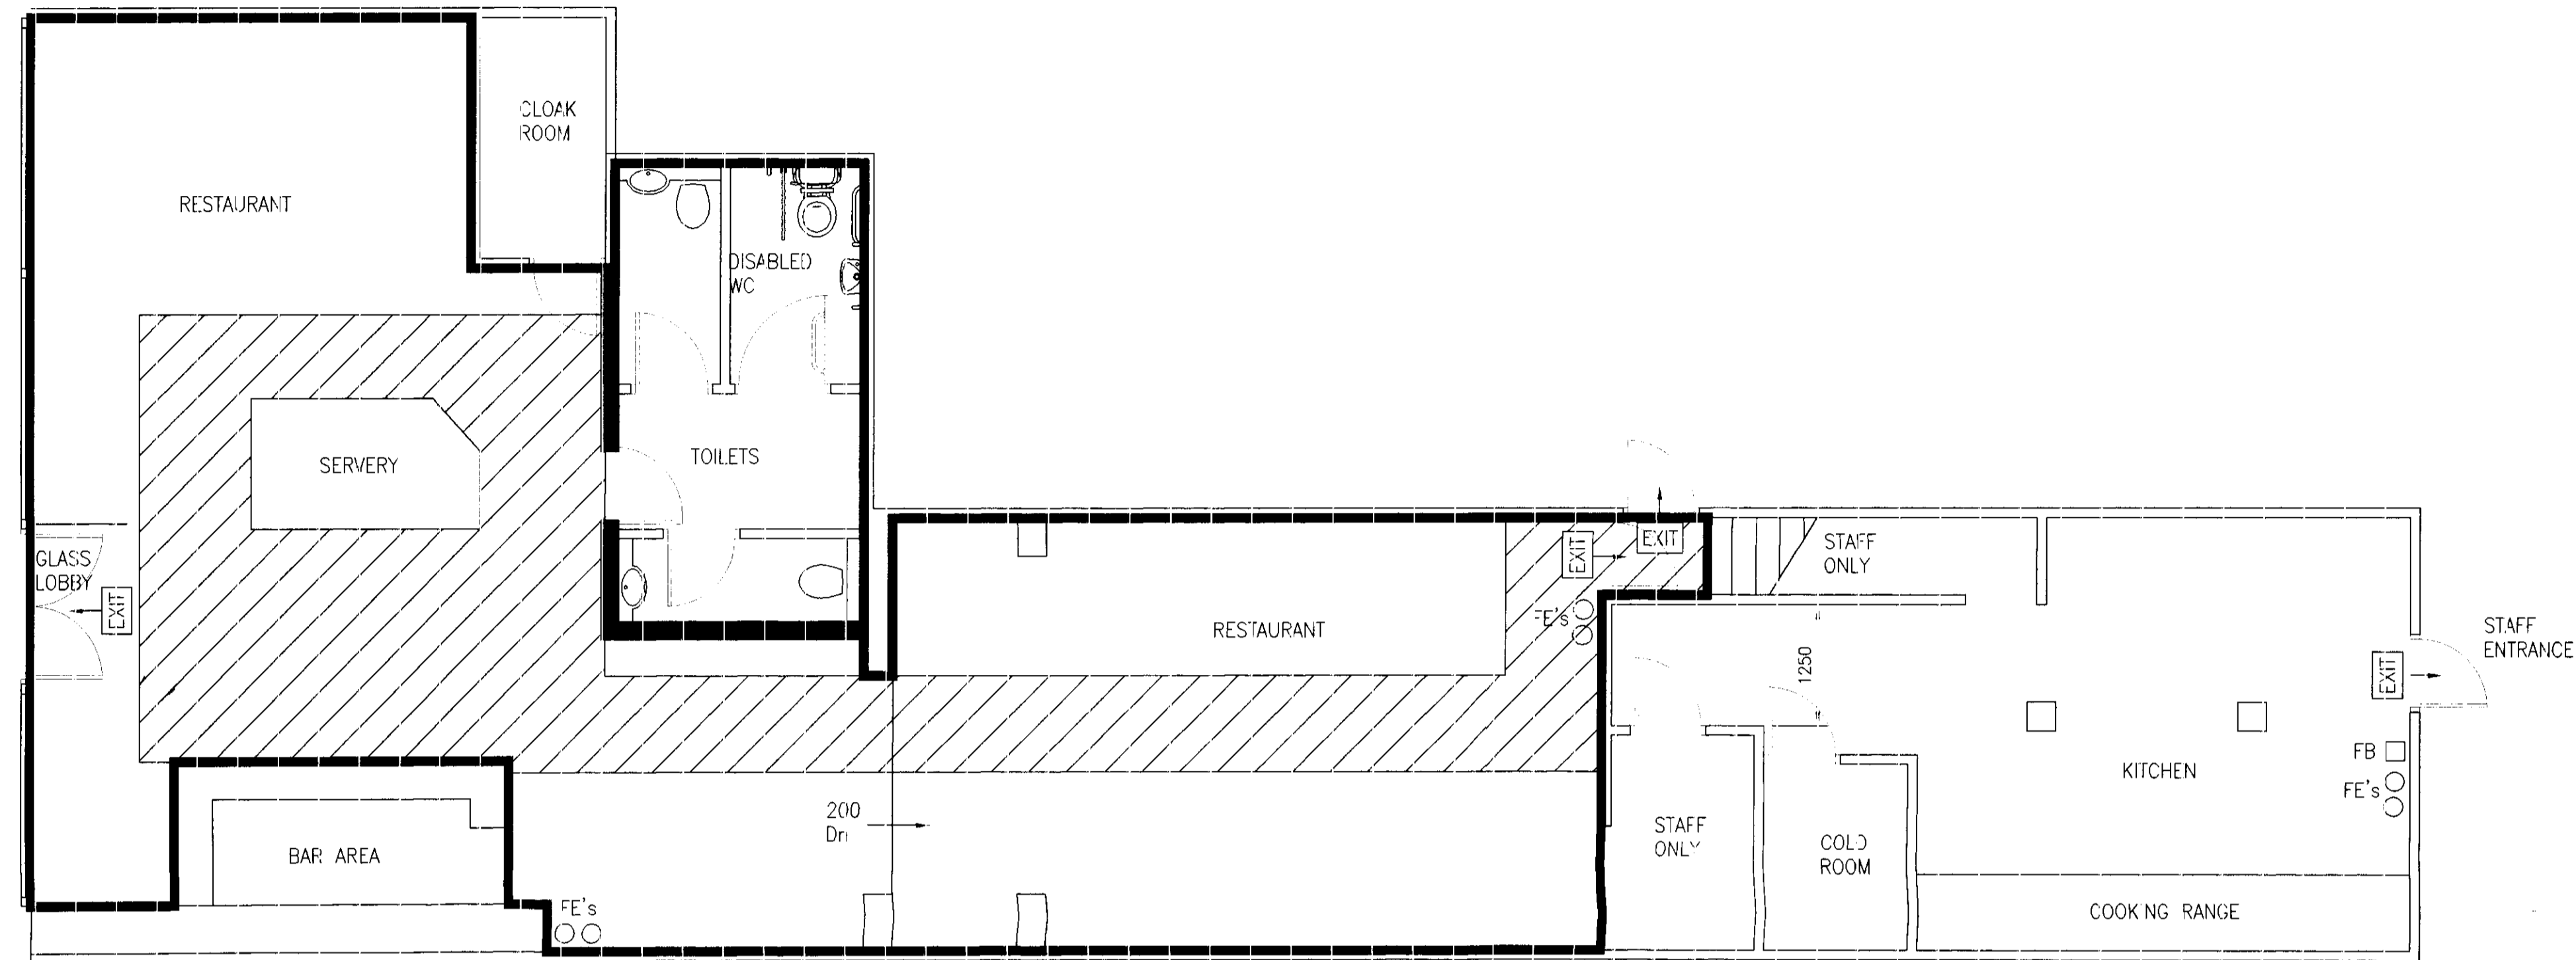 CLOAK
ROOM
RESTAURANT
DISABLED
WC
SERVERY
TOILETS
GLASS
LOBBY
EXIT
EXIT
EXIT
STAFF
ONLY
FE's
RESTAURANT
1250
STAFF
ENTRANCE
EXIT
FB
FE's
KITCHEN
200
BAR AREA
STAFF
ONLY
COLD
ROOM
FE's
COOKING RANGE